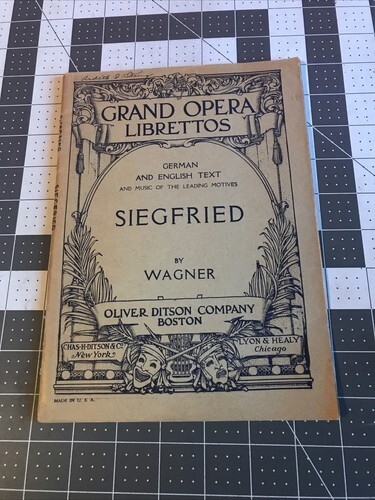 GRAND OPERA
LIBRETTOS
GERMAN
AND ENGLISH TEXT
AND MUSIC OF THE LEADING MOTIVES
SIEGFRIED
BY
WAGNER
OLIVER DITSON COMPANY
BOSTON
CHAS·H·DITSON & Co
New York
LYON & HEALY
Chicago
MADE IN U. S. A.